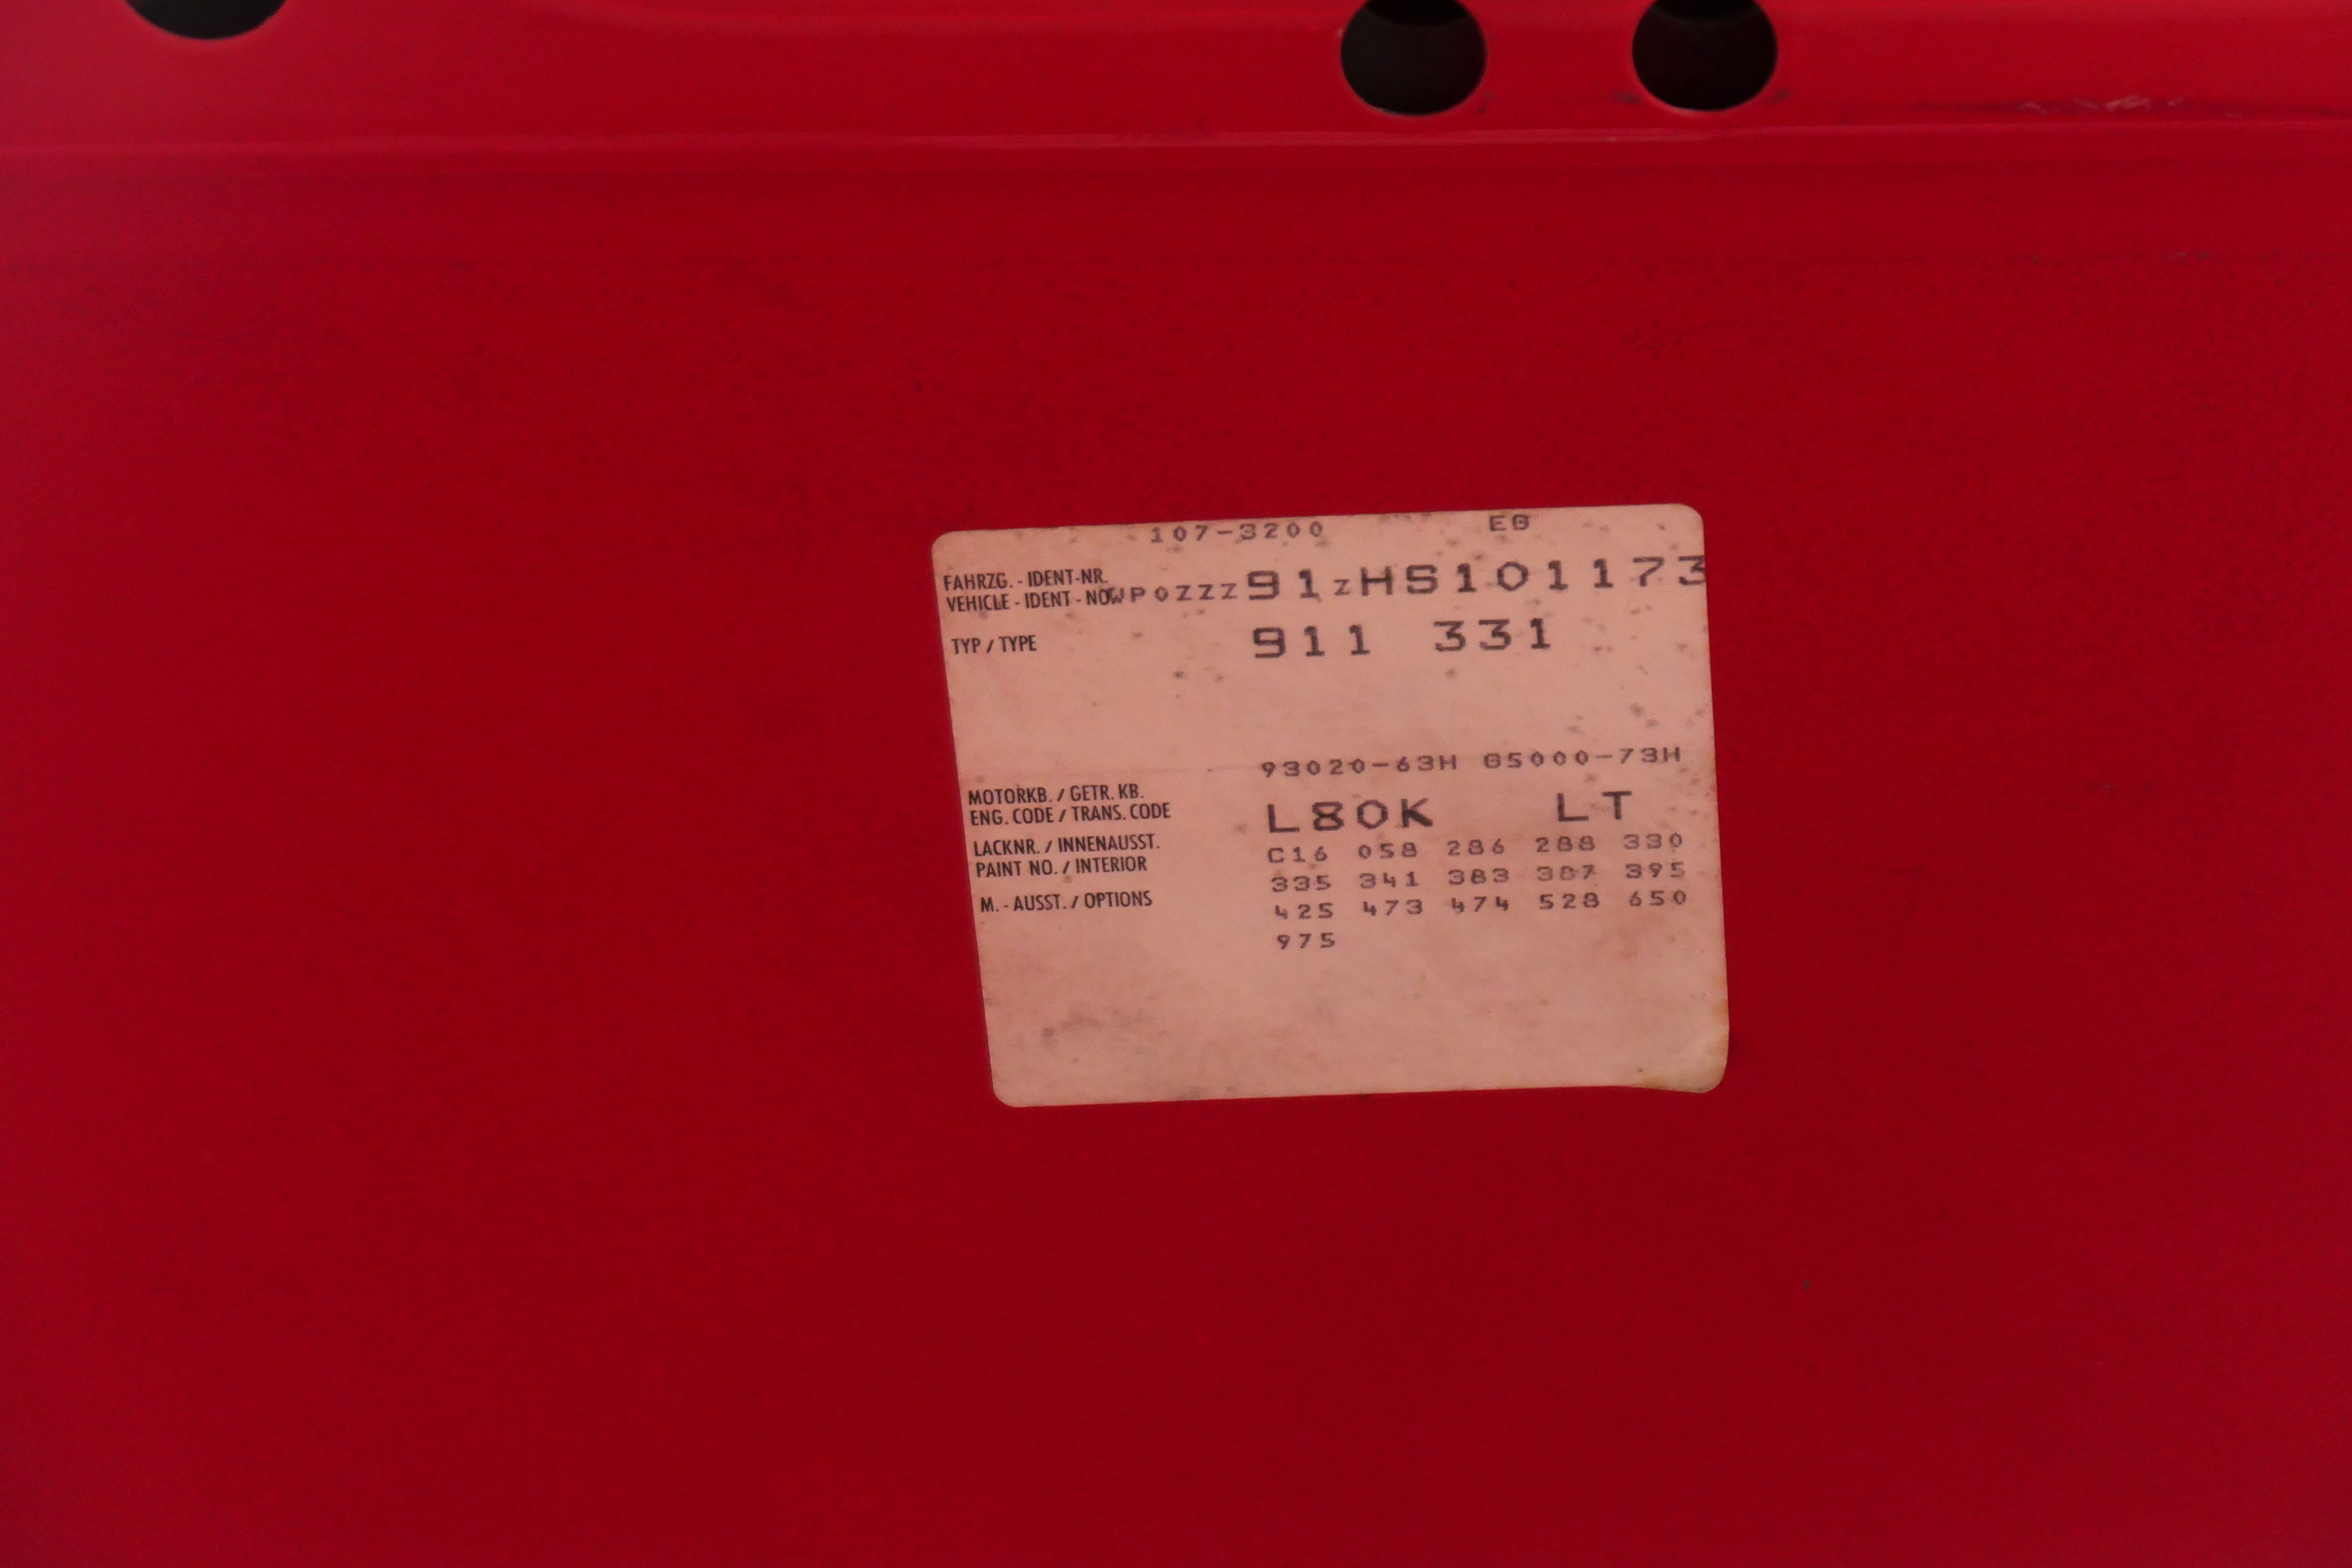 107-3200 EB
FAHRZG. - IDENT-NR.
VEHICLE - IDENT - NO. WP0ZZZ91ZHS101173
TYP / TYPE 911 331
93020-63H 85000-73H
MOTORKB. / GETR. KB.
ENG. CODE / TRANS. CODE L80K LT
LACKNR. / INNENAUSST. C16 058 286 288 330
PAINT NO. / INTERIOR 335 341 383 387 395
M. - AUSST. / OPTIONS 425 473 474 528 650
975